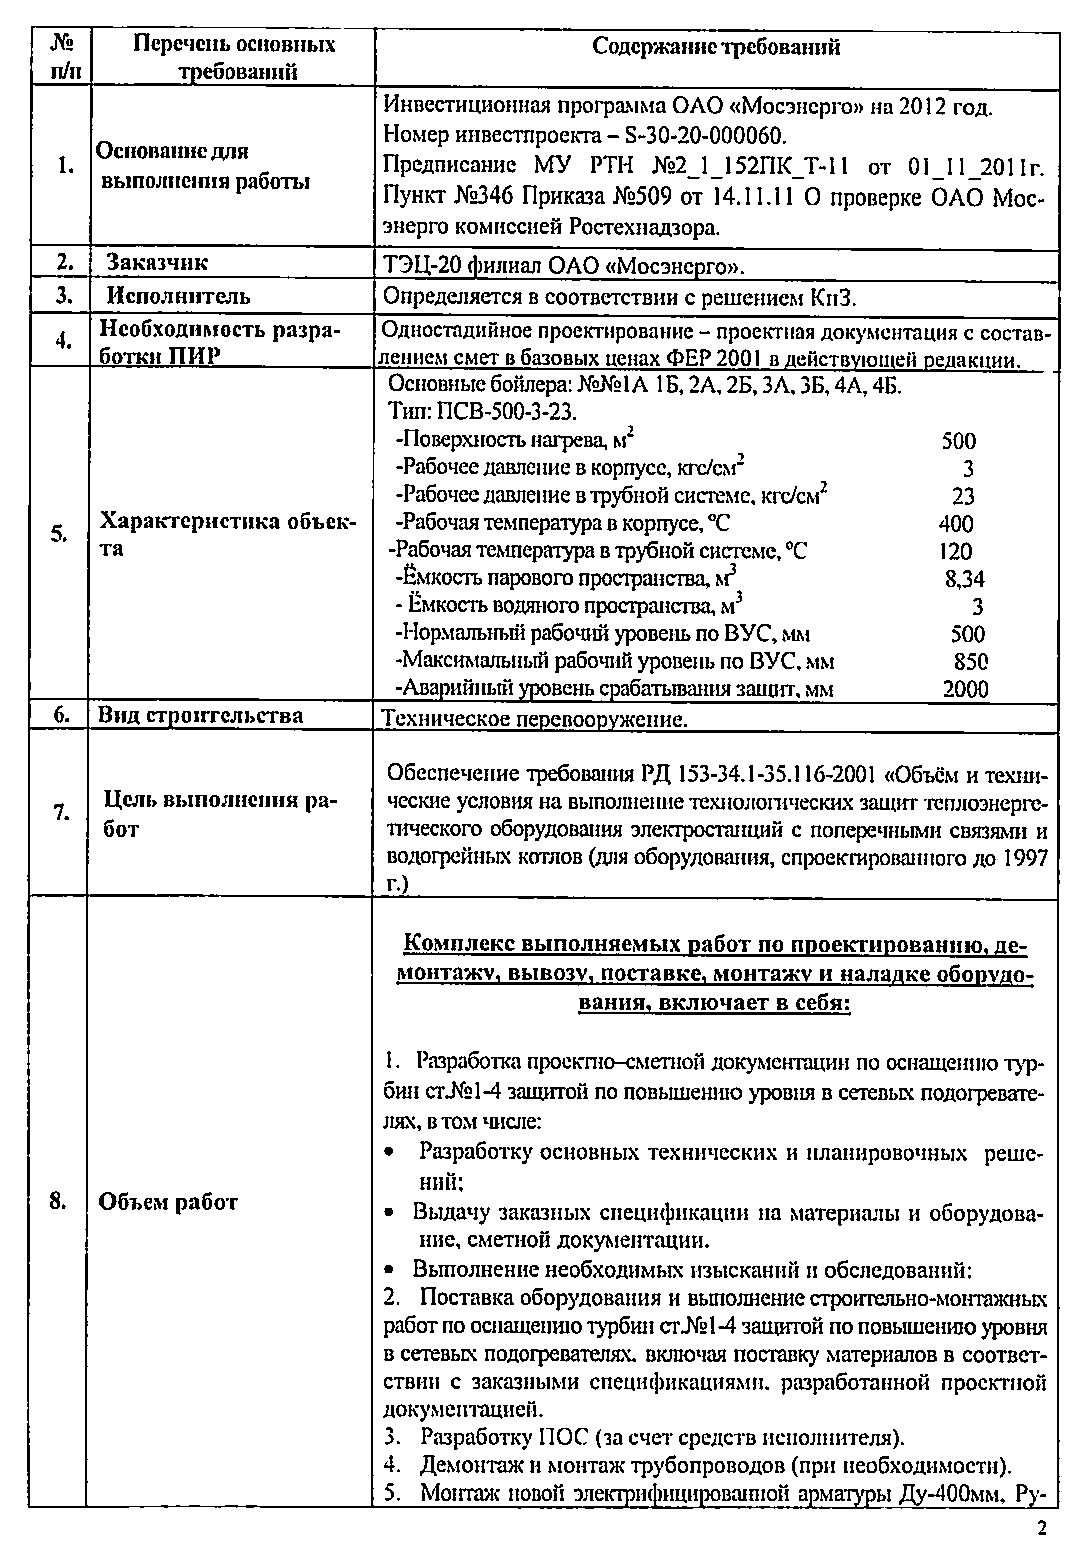 № Перечень основных Содержание требований
п/п требований
1. Основание для
выполнения работы
Инвестиционная программа ОАО «Мосэнерго» на 2012 год.
Номер инвестпроекта – S-30-20-000060.
Предписание МУ РТН №2_1_152ПК_Т-11 от 01_11_2011г.
Пункт №346 Приказа №509 от 14.11.11 О проверке ОАО Мос-
энерго комиссией Ростехнадзора.
2. Заказчик ТЭЦ-20 филиал ОАО «Мосэнерго».
3. Исполнитель Определяется в соответствии с решением КпЗ.
4. Необходимость разра-
ботки ПИР
Одностадийное проектирование – проектная документация с состав-
лением смет в базовых ценах ФЕР 2001 в действующей редакции.
5. Характеристика объек-
та
Основные бойлера: №№1А 1Б, 2А, 2Б, 3А, 3Б, 4А, 4Б.
Тип: ПСВ-500-3-23.
-Поверхность нагрева, м² 500
-Рабочее давление в корпусе, кгс/см² 3
-Рабочее давление в трубной системе, кгс/см² 23
-Рабочая температура в корпусе, °С 400
-Рабочая температура в трубной системе, °С 120
-Ёмкость парового пространства, м³ 8,34
- Ёмкость водяного пространства, м³ 3
-Нормальный рабочий уровень по ВУС, мм 500
-Максимальный рабочий уровень по ВУС, мм 850
-Аварийный уровень срабатывания защит, мм 2000
6. Вид строительства Техническое перевооружение.
7. Цель выполнения ра-
бот
Обеспечение требования РД 153-34.1-35.116-2001 «Объём и техни-
ческие условия на выполнение технологических защит теплоэнерге-
тического оборудования электростанций с поперечными связями и
водогрейных котлов (для оборудования, спроектированного до 1997
г.)
8. Объем работ
Комплекс выполняемых работ по проектированию, де-
монтажу, вывозу, поставке, монтажу и наладке оборудо-
вания, включает в себя:
1. Разработка проектно–сметной документации по оснащению тур-
бин ст.№1-4 защитой по повышению уровня в сетевых подогревате-
лях, в том числе:
• Разработку основных технических и планировочных реше-
ний;
• Выдачу заказных спецификации на материалы и оборудова-
ние, сметной документации.
• Выполнение необходимых изысканий и обследований:
2. Поставка оборудования и выполнение строительно-монтажных
работ по оснащению турбин ст.№1-4 защитой по повышению уровня
в сетевых подогревателях. включая поставку материалов в соответ-
ствии с заказными спецификациями. разработанной проектной
документацией.
3. Разработку ПОС (за счет средств исполнителя).
4. Демонтаж и монтаж трубопроводов (при необходимости).
5. Монтаж новой электрифицированной арматуры Ду-400мм, Ру-
2